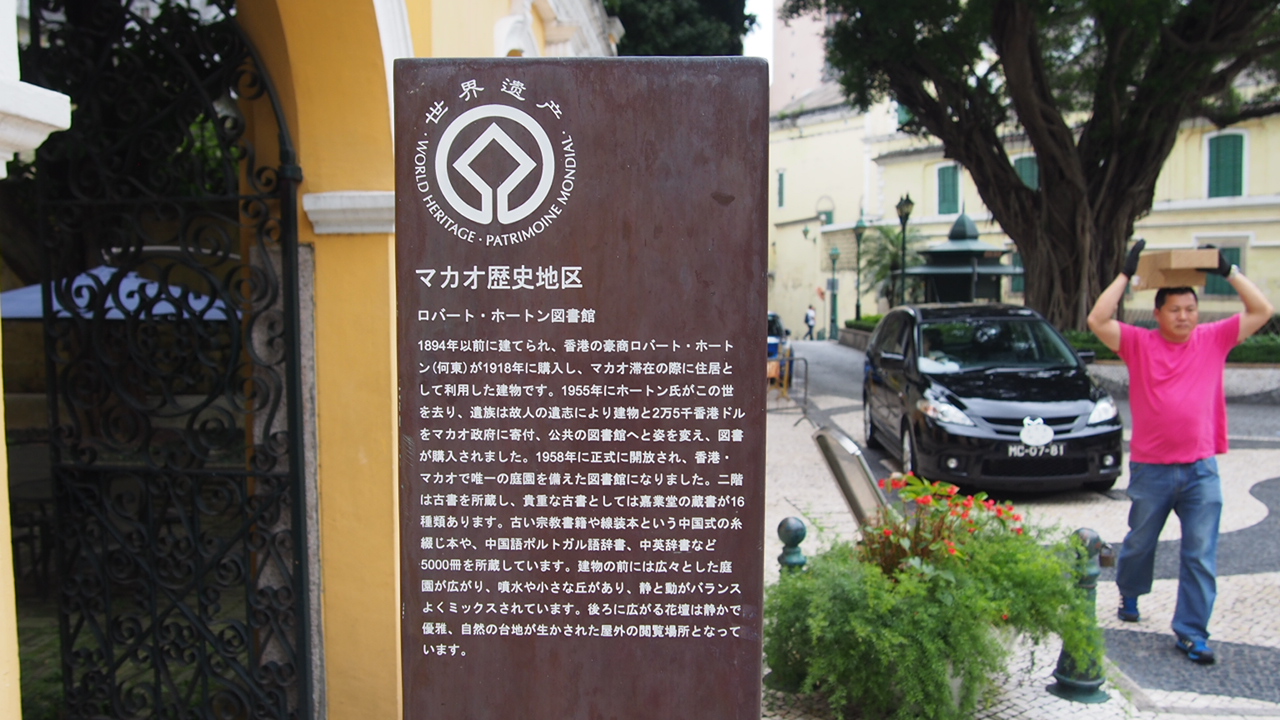 世界遗产
WORLD HERITAGE · PATRIMOINE MONDIAL ·
マカオ歴史地区
ロバート・ホートン図書館
1894年以前に建てられ、香港の豪商ロバート・ホート
ン(何東)が1918年に購入し、マカオ滞在の際に住居と
して利用した建物です。1955年にホートン氏がこの世
を去り、遺族は故人の遺志により建物と2万5千香港ドル
をマカオ政府に寄付、公共の図書館へと姿を変え、図書
が購入されました。1958年に正式に開放され、香港・
マカオで唯一の庭園を備えた図書館になりました。二階
は古書を所蔵し、貴重な古書としては嘉業堂の蔵書が16
種類あります。古い宗教書籍や線装本という中国式の糸
綴じ本や、中国語ポルトガル語辞書、中英辞書など
5000冊を所蔵しています。建物の前には広々とした庭
園が広がり、噴水や小さな丘があり、静と動がバランス
よくミックスされています。後ろに広がる花壇は静かで
優雅、自然の台地が生かされた屋外の閲覧場所となって
います。
MC-07-81